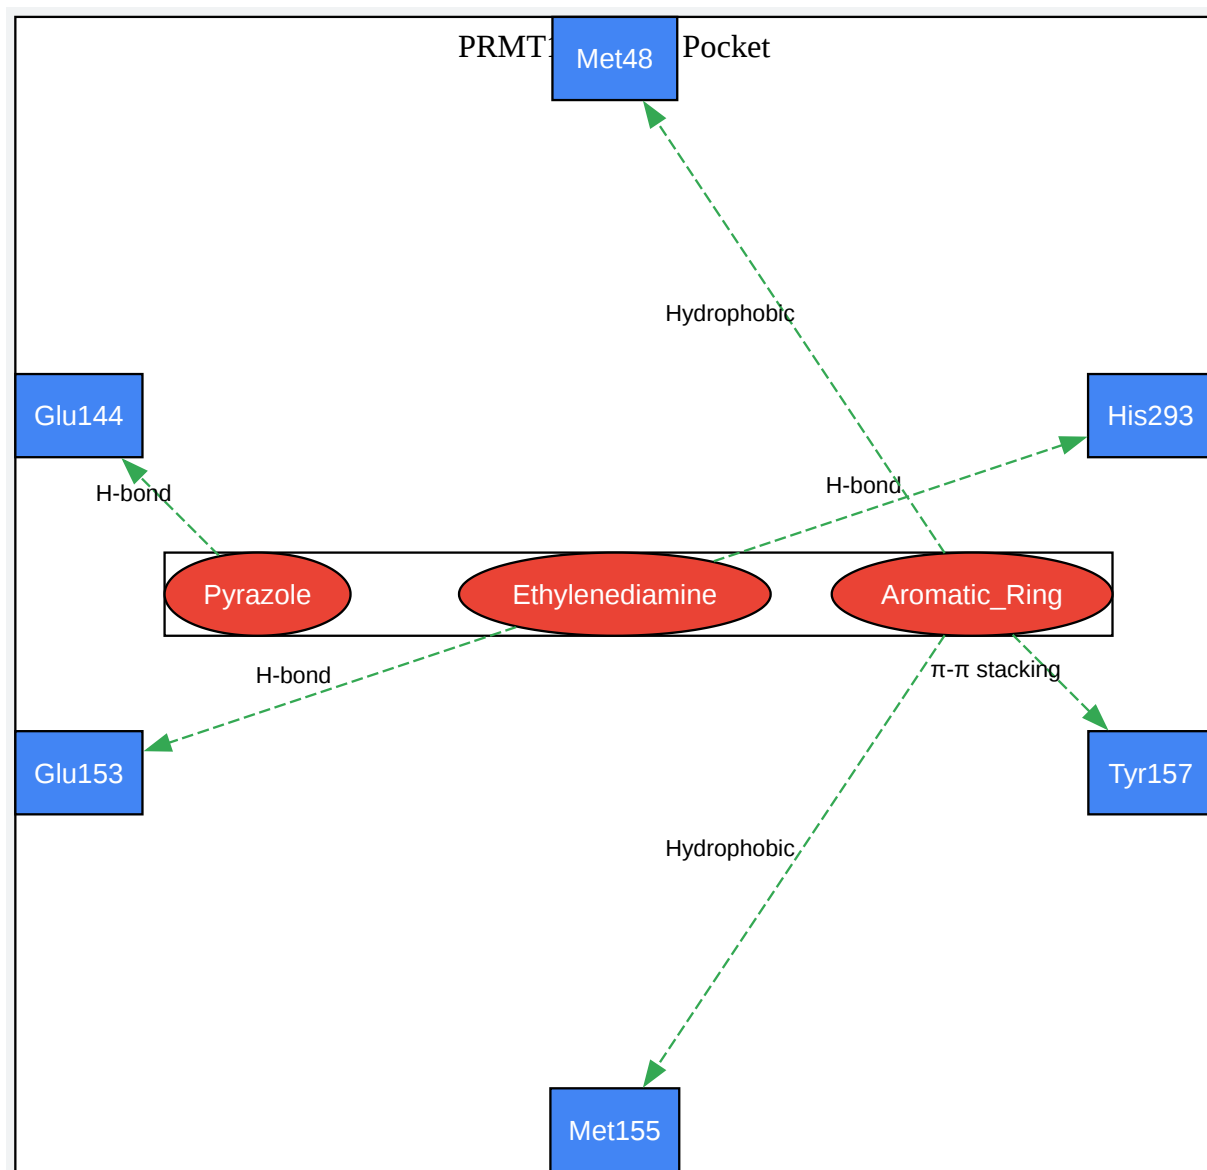 PRMT1 Pocket
Met48
Hydrophobic
Glu144
His293
H-bond
H-bond
Pyrazole
Ethylenediamine
Aromatic_Ring
H-bond
π-π stacking
Glu153
Tyr157
Hydrophobic
Met155